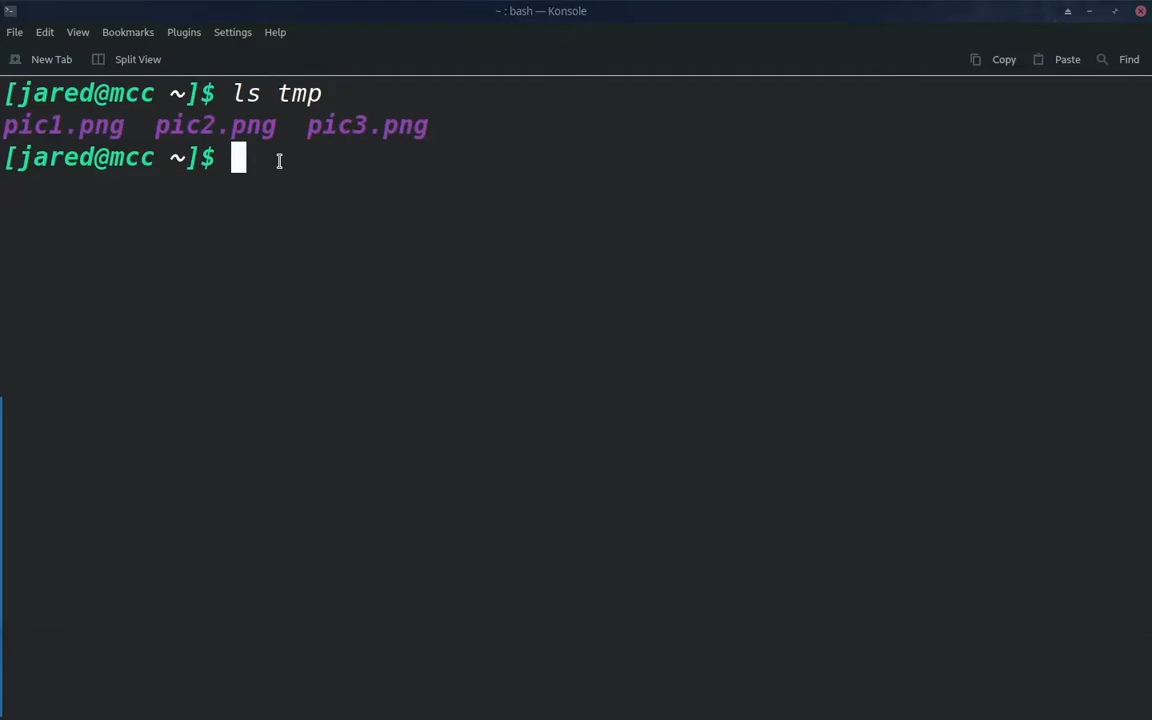 ~ : bash — Konsole
File Edit View Bookmarks Plugins Settings Help
New Tab Split View Copy Paste Find
[jared@mcc ~]$ ls tmp
pic1.png pic2.png pic3.png
[jared@mcc ~]$